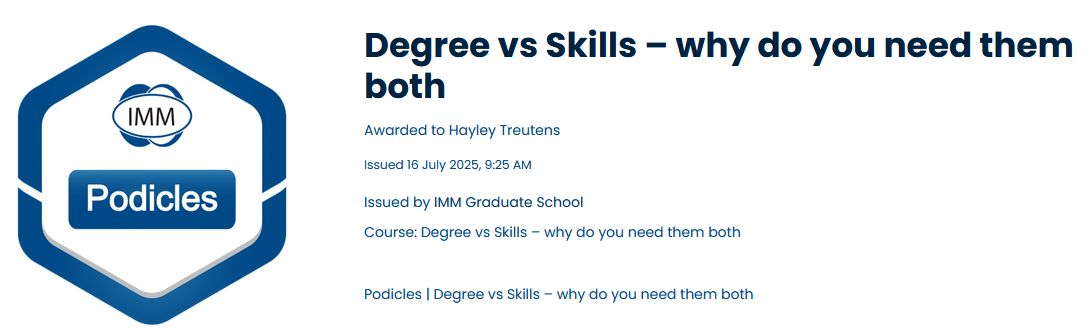 IMM
Podicles
Degree vs Skills – why do you need them
both
Awarded to Hayley Treutens
Issued 16 July 2025, 9:25 AM
Issued by IMM Graduate School
Course: Degree vs Skills – why do you need them both
Podicles | Degree vs Skills – why do you need them both